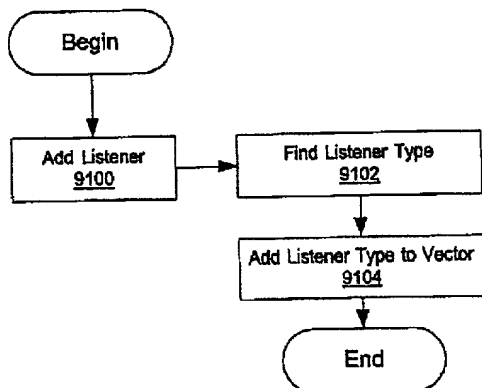 Begin
Add Listener
9100
Find Listener Type
9102
Add Listener Type to Vector
9104
End